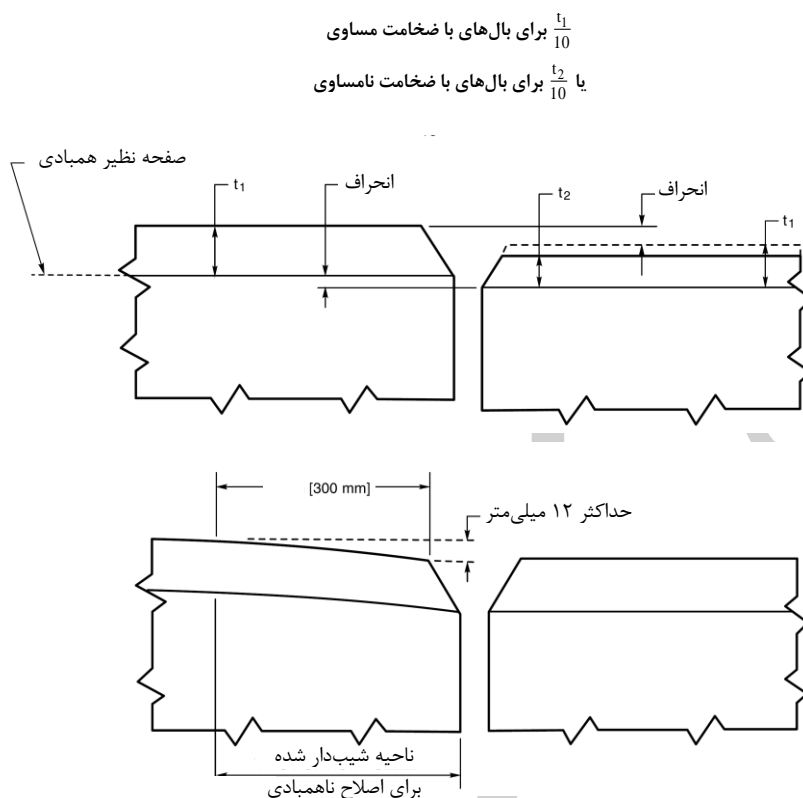 t₁/10 برای بال‌های با ضخامت مساوی
یا t₂/10 برای بال‌های با ضخامت نامساوی
صفحه نظیر همبادی
t₁
انحراف
t₂
انحراف
t₁
[300 mm]
حداکثر ۱۲ میلی‌متر
ناحیه شیب‌دار شده
برای اصلاح ناهمبادی